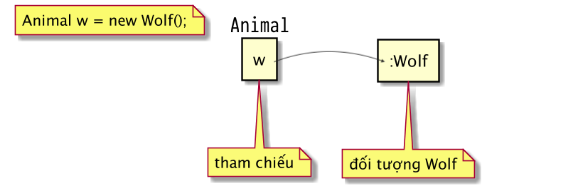 Animal w = new Wolf();
Animal
w
:Wolf
tham chiếu
đối tượng Wolf